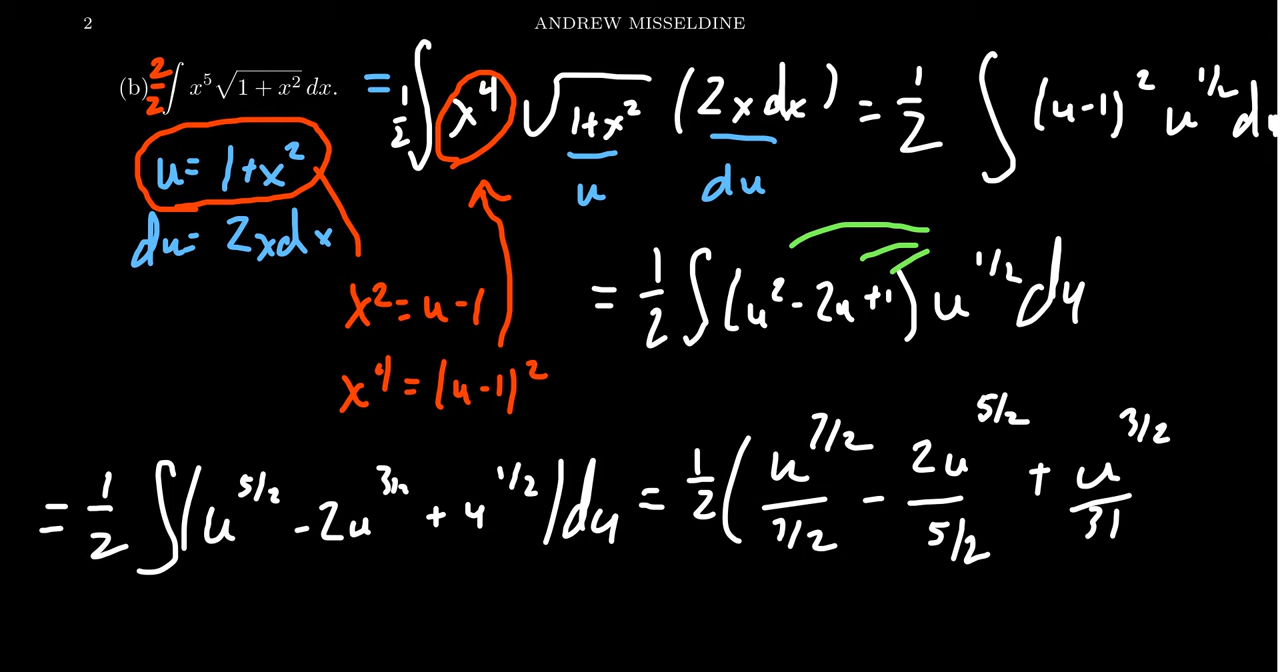 2 ANDREW MISSELDINE
(b) 2/2 ∫ x⁵ √(1 + x²) dx. = 1/2 ∫ x⁴ √(1+x²) (2x dx) = 1/2 ∫ (u-1)² u^(1/2) du
u = 1+x² u du
du = 2x dx
x² = u - 1
= 1/2 ∫ (u² - 2u + 1) u^(1/2) du
x⁴ = (u - 1)²
= 1/2 ∫ (u^(5/2) - 2u^(3/2) + u^(1/2)) du = 1/2 ( u^(7/2) / 7/2 - 2u^(5/2) / 5/2 + u^(3/2) / 3/